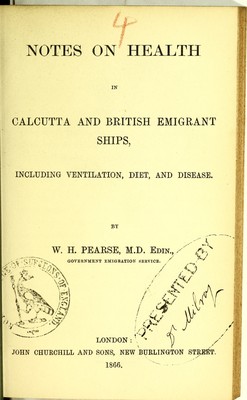 4
NOTES ON HEALTH
IN
CALCUTTA AND BRITISH EMIGRANT
SHIPS,
INCLUDING VENTILATION, DIET, AND DISEASE.
BY
W. H. PEARSE, M.D. EDIN.,
GOVERNMENT EMIGRATION SERVICE.
PRESENTED BY
Dr
LONDON:
JOHN CHURCHILL AND SONS, NEW BURLINGTON STREET.
1866.